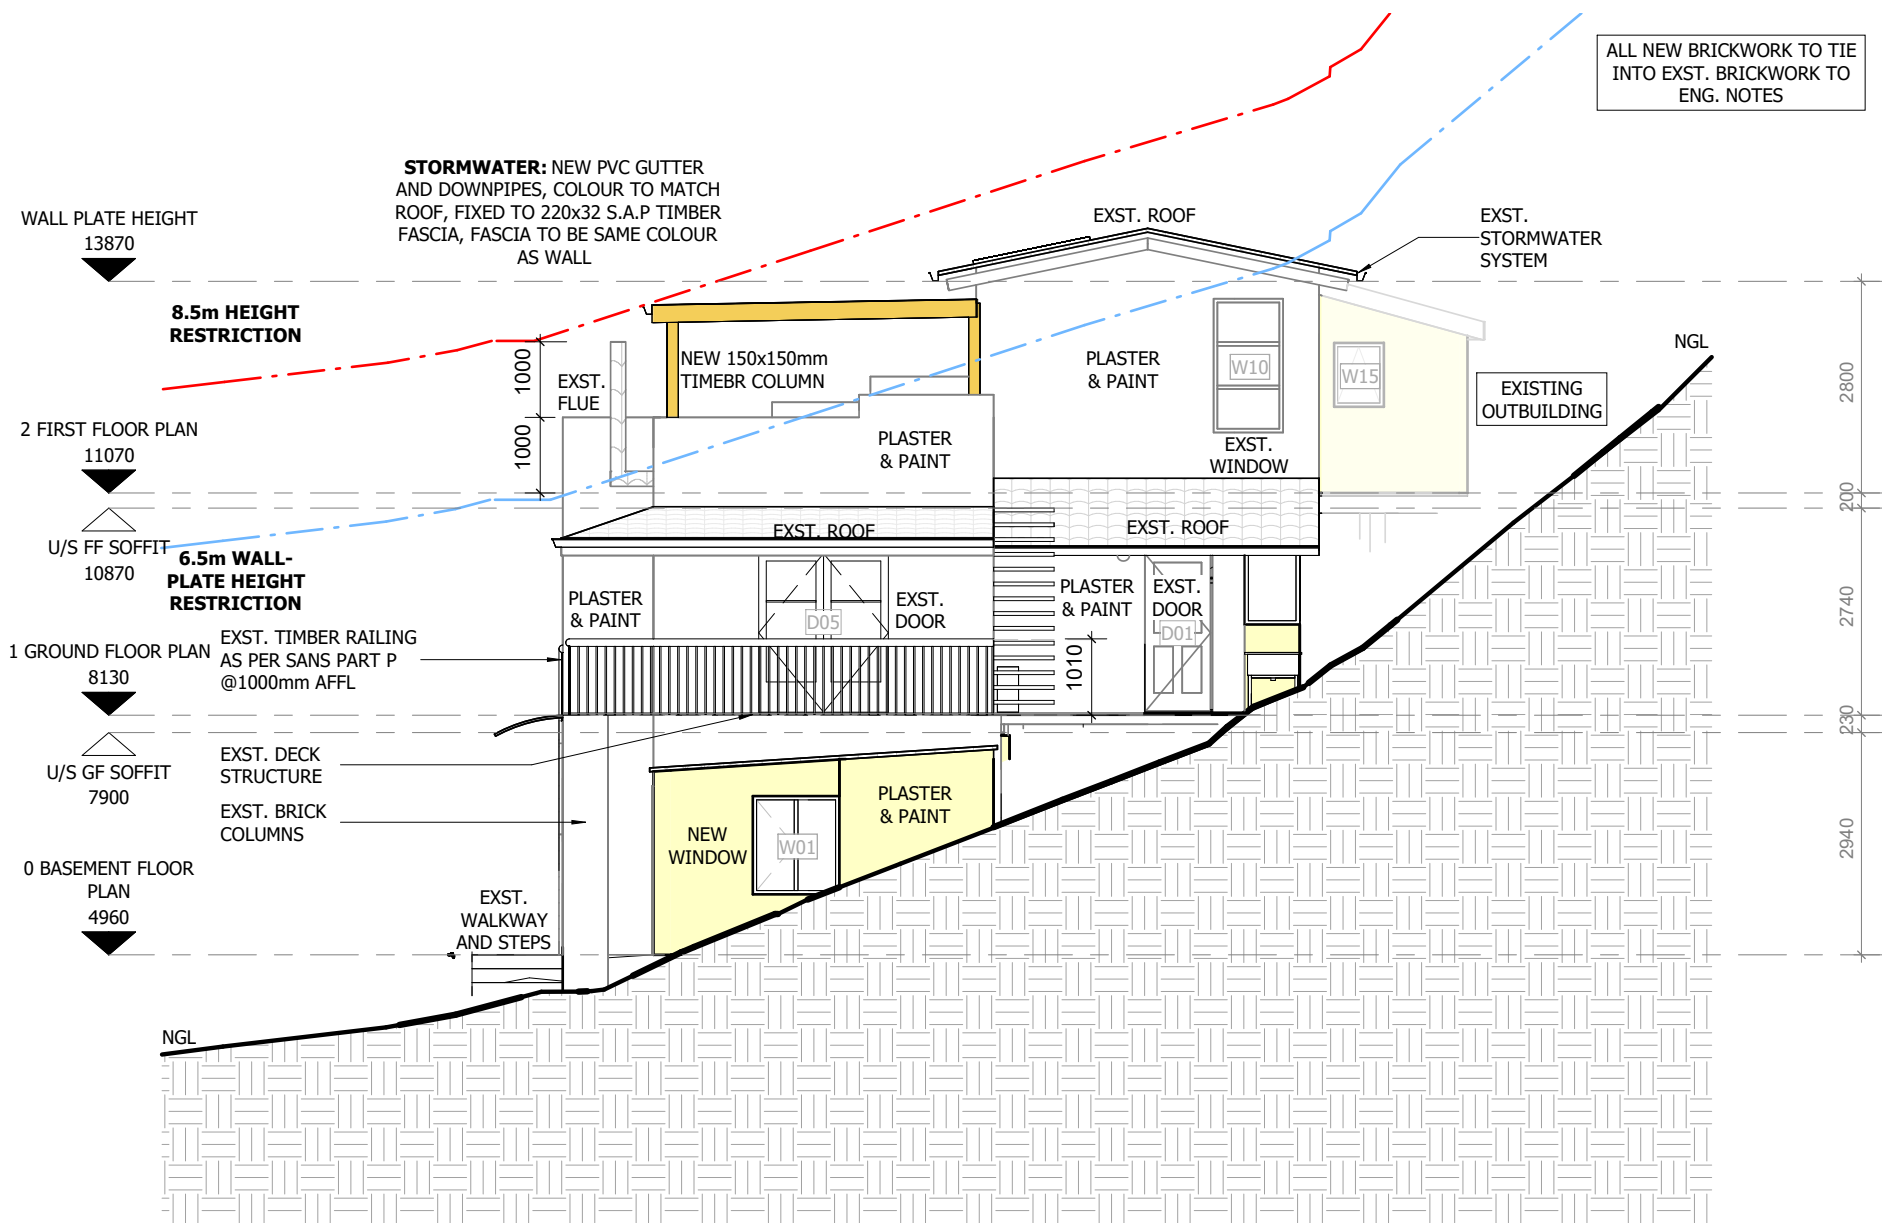 ALL NEW BRICKWORK TO TIE
INTO EXST. BRICKWORK TO
ENG. NOTES
STORMWATER: NEW PVC GUTTER
AND DOWNPIPES, COLOUR TO MATCH
ROOF, FIXED TO 220x32 S.A.P TIMBER
FASCIA, FASCIA TO BE SAME COLOUR
AS WALL
WALL PLATE HEIGHT
13870
EXST. ROOF
EXST.
STORMWATER
SYSTEM
8.5m HEIGHT
RESTRICTION
NGL
1000
EXST.
FLUE
NEW 150x150mm
TIMEBR COLUMN
PLASTER
& PAINT
W10
W15
EXISTING
OUTBUILDING
2800
2 FIRST FLOOR PLAN
11070
1000
PLASTER
& PAINT
EXST.
WINDOW
200
U/S FF SOFFIT
10870
EXST. ROOF
EXST. ROOF
6.5m WALL-
PLATE HEIGHT
RESTRICTION
PLASTER
& PAINT
D05
EXST.
DOOR
PLASTER
& PAINT
EXST.
DOOR
D01
2740
1 GROUND FLOOR PLAN
8130
EXST. TIMBER RAILING
AS PER SANS PART P
@1000mm AFFL
1010
230
U/S GF SOFFIT
7900
EXST. DECK
STRUCTURE
EXST. BRICK
COLUMNS
NEW
WINDOW
W01
PLASTER
& PAINT
2940
0 BASEMENT FLOOR
PLAN
4960
EXST.
WALKWAY
AND STEPS
NGL